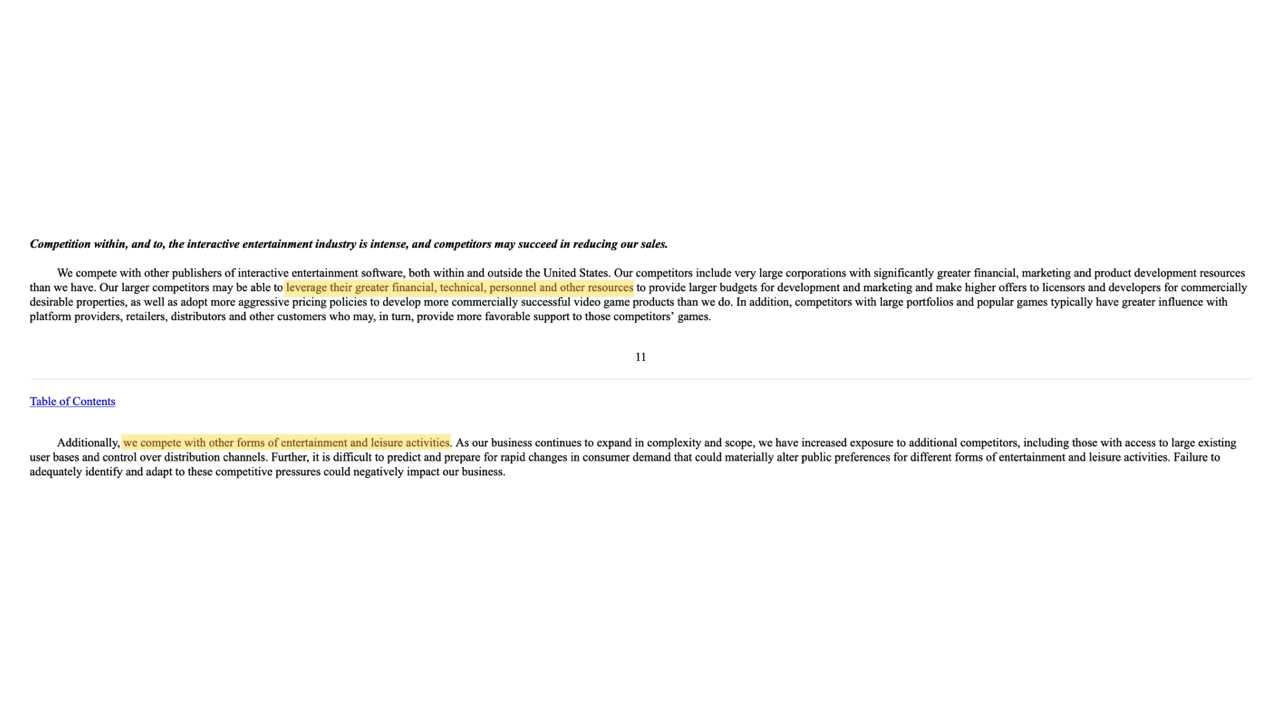 Competition within, and to, the interactive entertainment industry is intense, and competitors may succeed in reducing our sales.
We compete with other publishers of interactive entertainment software, both within and outside the United States. Our competitors include very large corporations with significantly greater financial, marketing and product development resources
than we have. Our larger competitors may be able to leverage their greater financial, technical, personnel and other resources to provide larger budgets for development and marketing and make higher offers to licensors and developers for commercially
desirable properties, as well as adopt more aggressive pricing policies to develop more commercially successful video game products than we do. In addition, competitors with large portfolios and popular games typically have greater influence with
platform providers, retailers, distributors and other customers who may, in turn, provide more favorable support to those competitors’ games.
11
Table of Contents
Additionally, we compete with other forms of entertainment and leisure activities. As our business continues to expand in complexity and scope, we have increased exposure to additional competitors, including those with access to large existing
user bases and control over distribution channels. Further, it is difficult to predict and prepare for rapid changes in consumer demand that could materially alter public preferences for different forms of entertainment and leisure activities. Failure to
adequately identify and adapt to these competitive pressures could negatively impact our business.